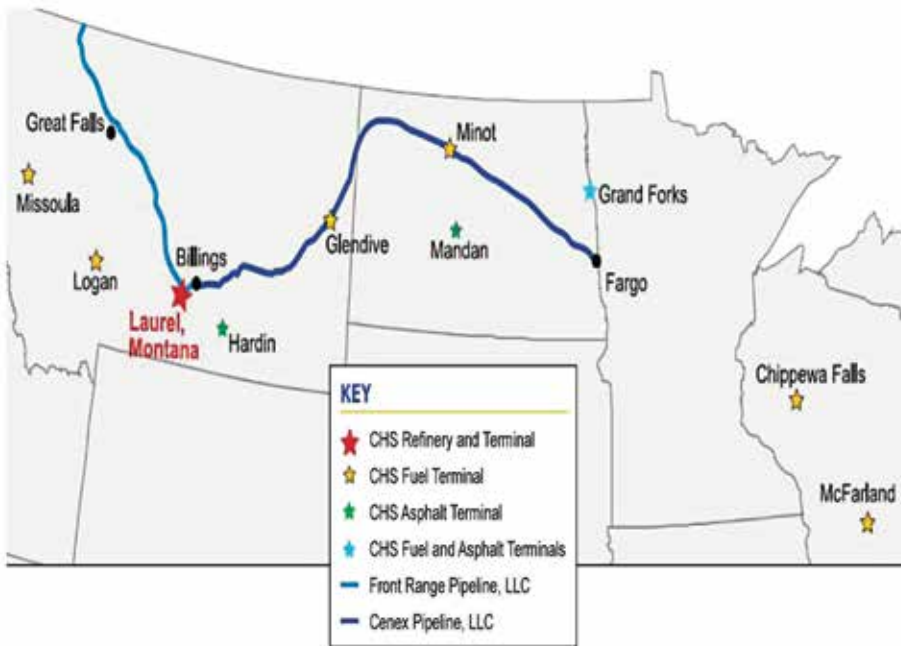 Great Falls
Missoula
Logan
Billings
Laurel,
Montana
Hardin
Glendive
Minot
Mandan
Grand Forks
Fargo
Chippewa Falls
McFarland
KEY
CHS Refinery and Terminal
CHS Fuel Terminal
CHS Asphalt Terminal
CHS Fuel and Asphalt Terminals
Front Range Pipeline, LLC
Cenex Pipeline, LLC